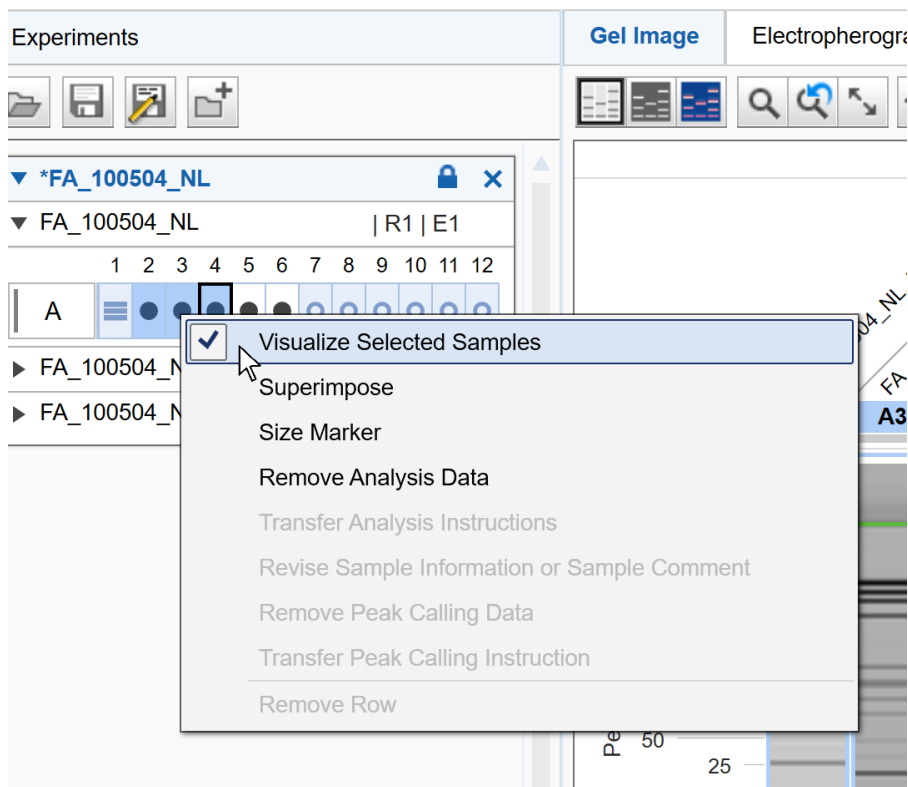 Experiments
Gel Image
*FA_100504_NL
FA_100504_NL | R1 | E1
1 2 3 4 5 6 7 8 9 10 11 12
A
Visualize Selected Samples
Superimpose
Size Marker
Remove Analysis Data
Transfer Analysis Instructions
Revise Sample Information or Sample Comment
Remove Peak Calling Data
Transfer Peak Calling Instruction
Remove Row
FA_100504_N
FA_100504_N
04_NL
FA
A3
50
25